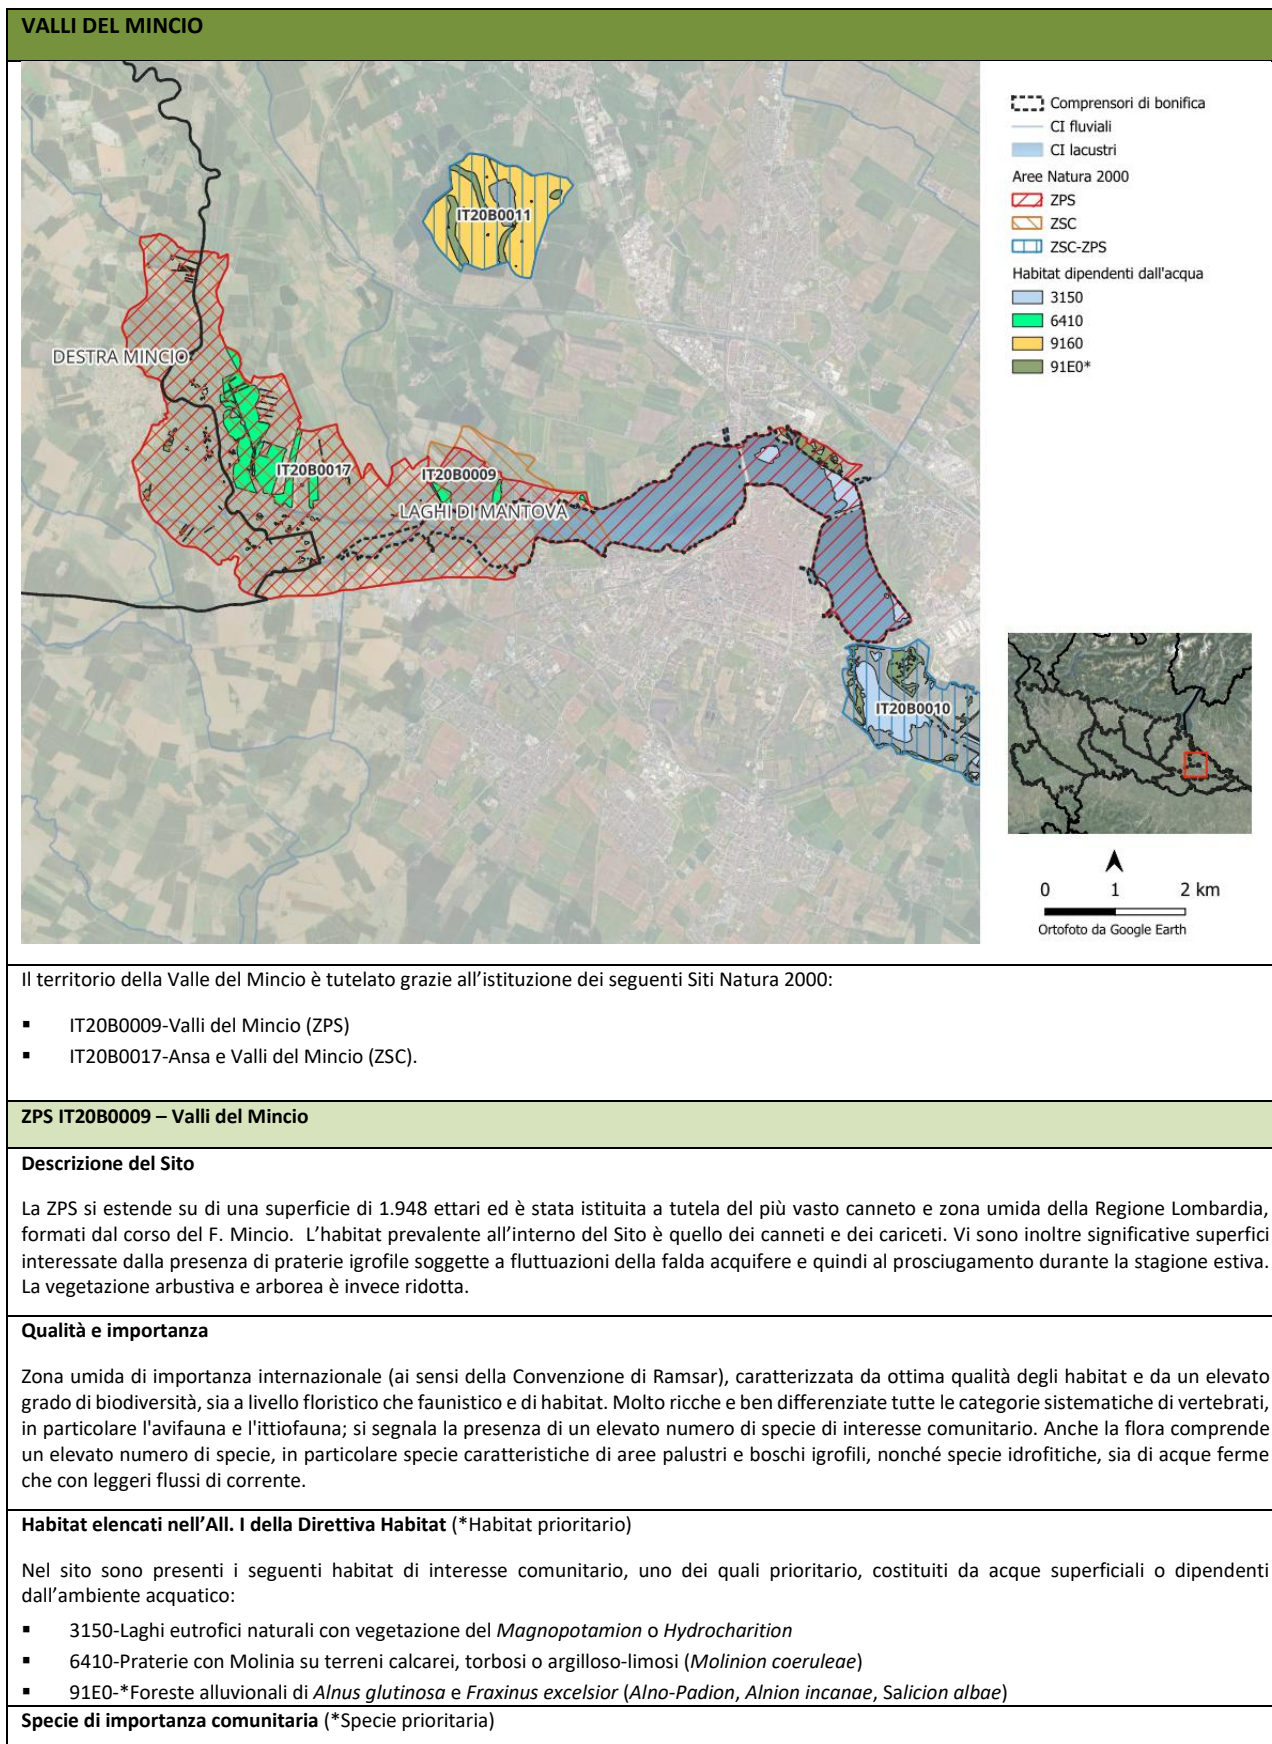 VALLI DEL MINCIO
IT20B0011
DESTRA MINCIO
IT20B0017
IT20B0009
LAGHI DI MANTOVA
IT20B0010
Comprensori di bonifica
CI fluviali
CI lacustri
Aree Natura 2000
ZPS
ZSC
ZSC-ZPS
Habitat dipendenti dall'acqua
3150
6410
9160
91E0*
0 1 2 km
Ortofoto da Google Earth
Il territorio della Valle del Mincio è tutelato grazie all’istituzione dei seguenti Siti Natura 2000:
▪ IT20B0009-Valli del Mincio (ZPS)
▪ IT20B0017-Ansa e Valli del Mincio (ZSC).
ZPS IT20B0009 – Valli del Mincio
Descrizione del Sito
La ZPS si estende su di una superficie di 1.948 ettari ed è stata istituita a tutela del più vasto canneto e zona umida della Regione Lombardia,
formati dal corso del F. Mincio. L’habitat prevalente all’interno del Sito è quello dei canneti e dei cariceti. Vi sono inoltre significative superfici
interessate dalla presenza di praterie igrofile soggette a fluttuazioni della falda acquifere e quindi al prosciugamento durante la stagione estiva.
La vegetazione arbustiva e arborea è invece ridotta.
Qualità e importanza
Zona umida di importanza internazionale (ai sensi della Convenzione di Ramsar), caratterizzata da ottima qualità degli habitat e da un elevato
grado di biodiversità, sia a livello floristico che faunistico e di habitat. Molto ricche e ben differenziate tutte le categorie sistematiche di vertebrati,
in particolare l'avifauna e l'ittiofauna; si segnala la presenza di un elevato numero di specie di interesse comunitario. Anche la flora comprende
un elevato numero di specie, in particolare specie caratteristiche di aree palustri e boschi igrofili, nonché specie idrofitiche, sia di acque ferme
che con leggeri flussi di corrente.
Habitat elencati nell’All. I della Direttiva Habitat (*Habitat prioritario)
Nel sito sono presenti i seguenti habitat di interesse comunitario, uno dei quali prioritario, costituiti da acque superficiali o dipendenti
dall’ambiente acquatico:
▪ 3150-Laghi eutrofici naturali con vegetazione del Magnopotamion o Hydrocharition
▪ 6410-Praterie con Molinia su terreni calcarei, torbosi o argilloso-limosi (Molinion coeruleae)
▪ 91E0-*Foreste alluvionali di Alnus glutinosa e Fraxinus excelsior (Alno-Padion, Alnion incanae, Salicion albae)
Specie di importanza comunitaria (*Specie prioritaria)